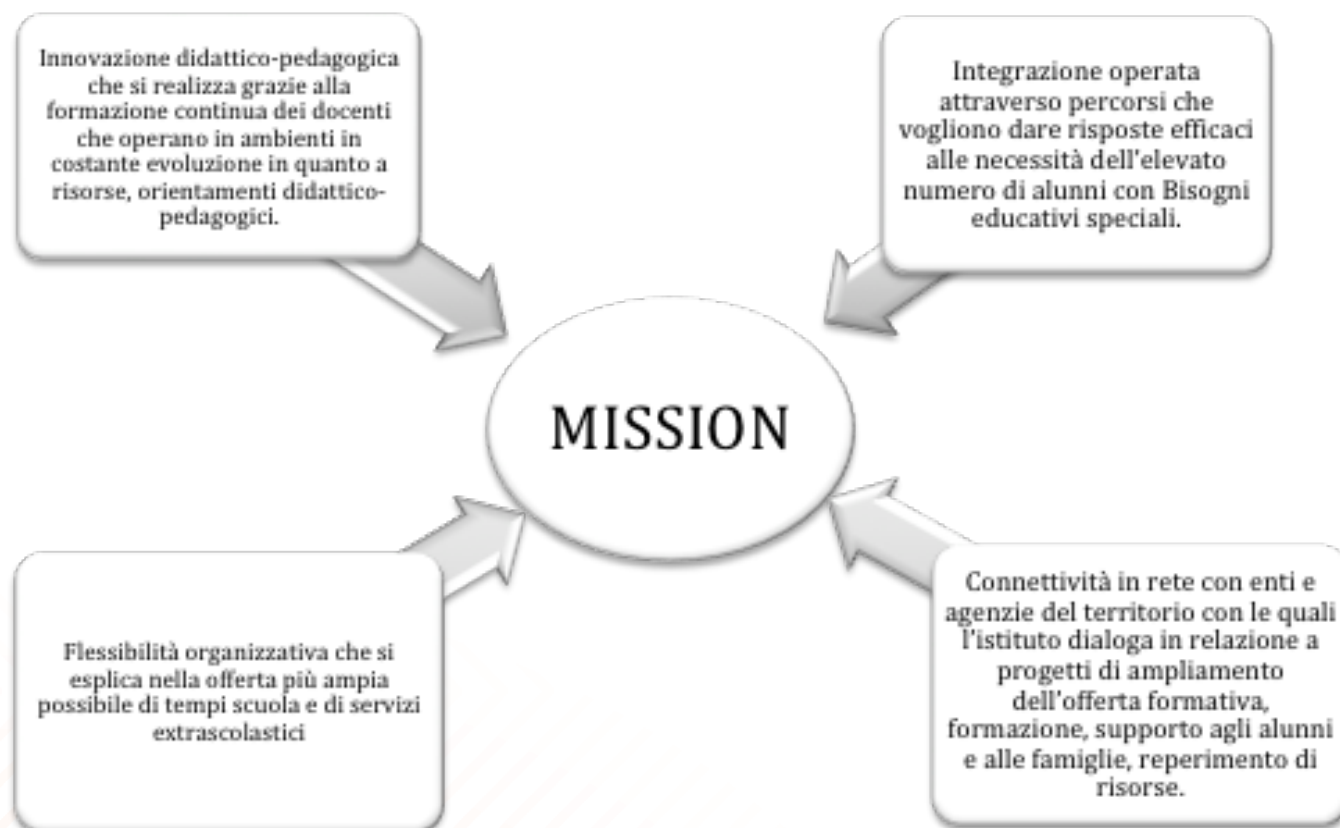 Innovazione didattico-pedagogica
che si realizza grazie alla
formazione continua dei docenti
che operano in ambienti in
costante evoluzione in quanto a
risorse, orientamenti didattico-
pedagogici.
Integrazione operata
attraverso percorsi che
vogliono dare risposte efficaci
alle necessità dell'elevato
numero di alunni con Bisogni
educativi speciali.
MISSION
Flessibilità organizzativa che si
esplica nella offerta più ampia
possibile di tempi scuola e di servizi
extrascolastici
Connettività in rete con enti e
agenzie del territorio con le quali
l'istituto dialoga in relazione a
progetti di ampliamento
dell'offerta formativa,
formazione, supporto agli alunni
e alle famiglie, reperimento di
risorse.